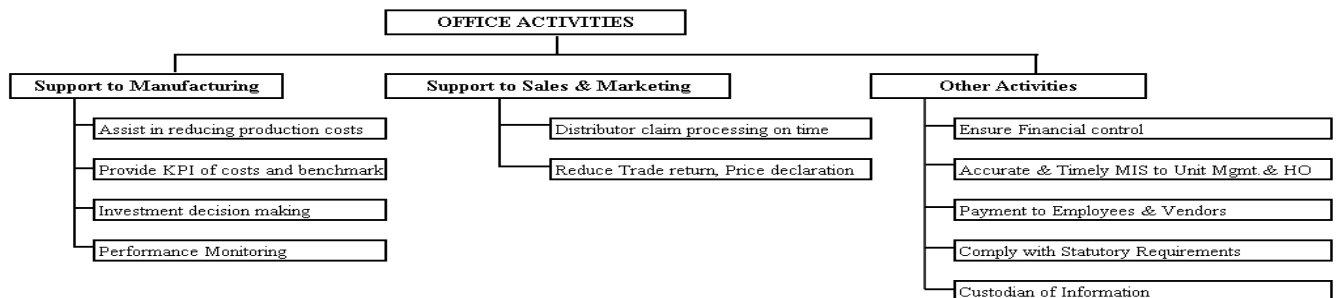 OFFICE ACTIVITIES
Support to Manufacturing
Assist in reducing production costs
Provide KPI of costs and benchmark
Investment decision making
Performance Monitoring
Support to Sales & Marketing
Distributor claim processing on time
Reduce Trade return, Price declaration
Other Activities
Ensure Financial control
Accurate & Timely MIS to Unit Mgmt.& HO
Payment to Employees & Vendors
Comply with Statutory Requirements
Custodian of Information